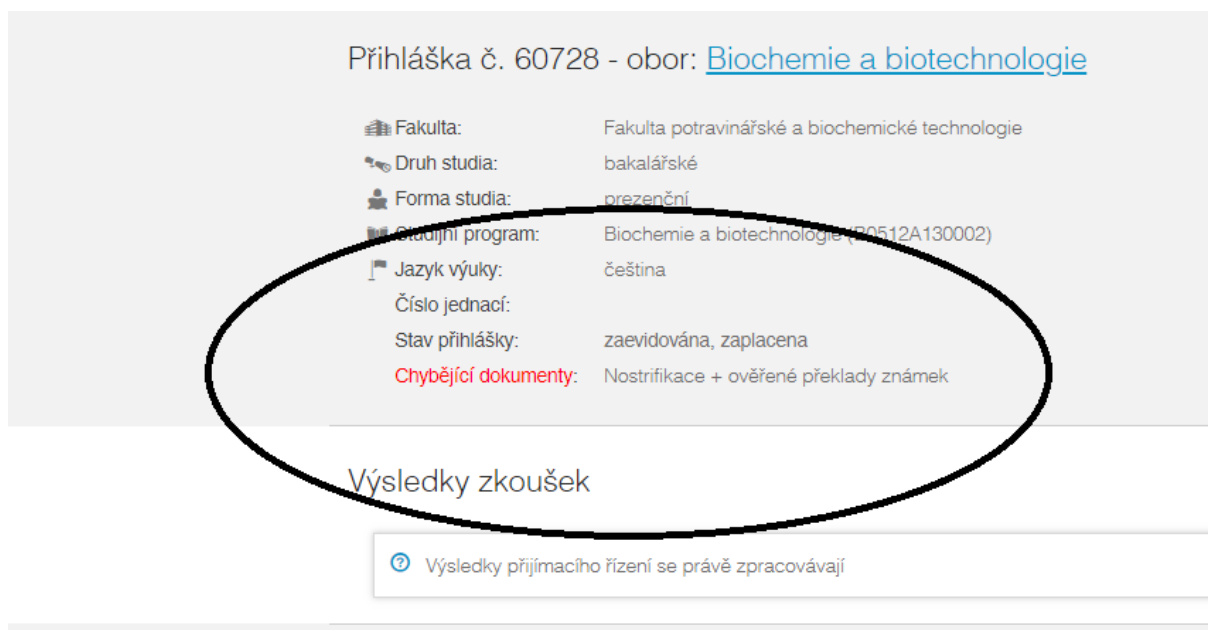 Přihláška č. 60728 - obor: Biochemie a biotechnologie
Fakulta: Fakulta potravinářské a biochemické technologie
Druh studia: bakalářské
Forma studia: prezenční
Studijní program: Biochemie a biotechnologie (B0512A130002)
Jazyk výuky: čeština
Číslo jednací:
Stav přihlášky: zaevidována, zaplacena
Chybějící dokumenty: Nostrifikace + ověřené překlady známek
Výsledky zkoušek
Výsledky přijímacího řízení se právě zpracovávají